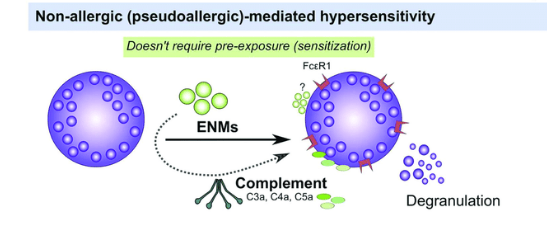 Non-allergic (pseudoallergic)-mediated hypersensitivity
Doesn't require pre-exposure (sensitization)
FcεR1
?
ENMs
Complement
C3a, C4a, C5a
Degranulation